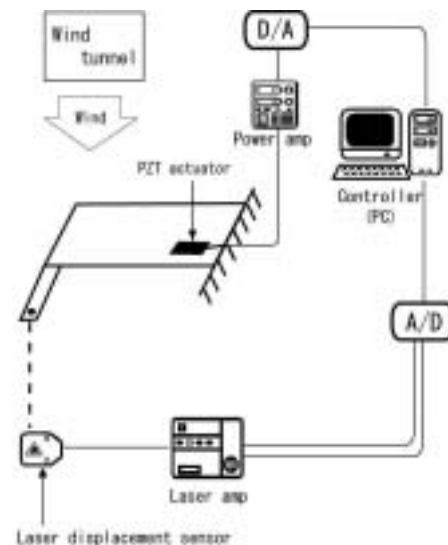 Wind
tunnel
D/A
Wind
Power amp
PZT actuator
Controller
(PC)
A/D
Laser amp
Laser displacement sensor